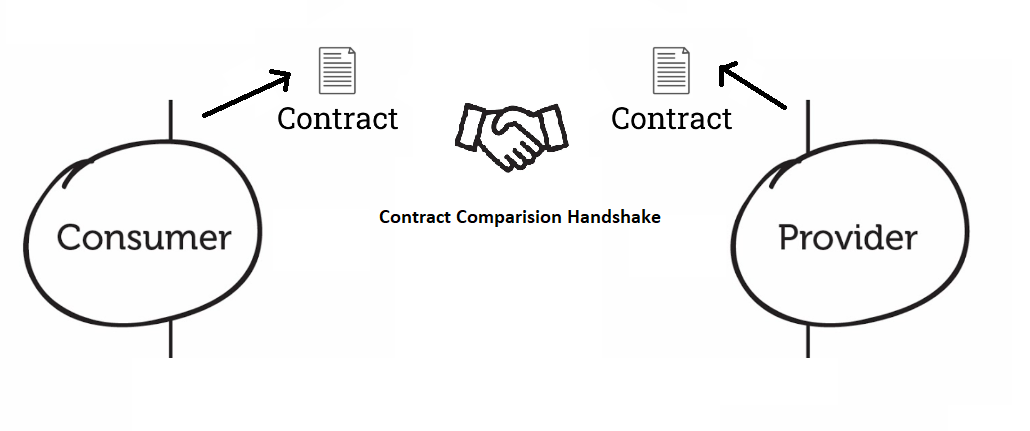 Contract
Contract
Contract Comparision Handshake
Consumer
Provider